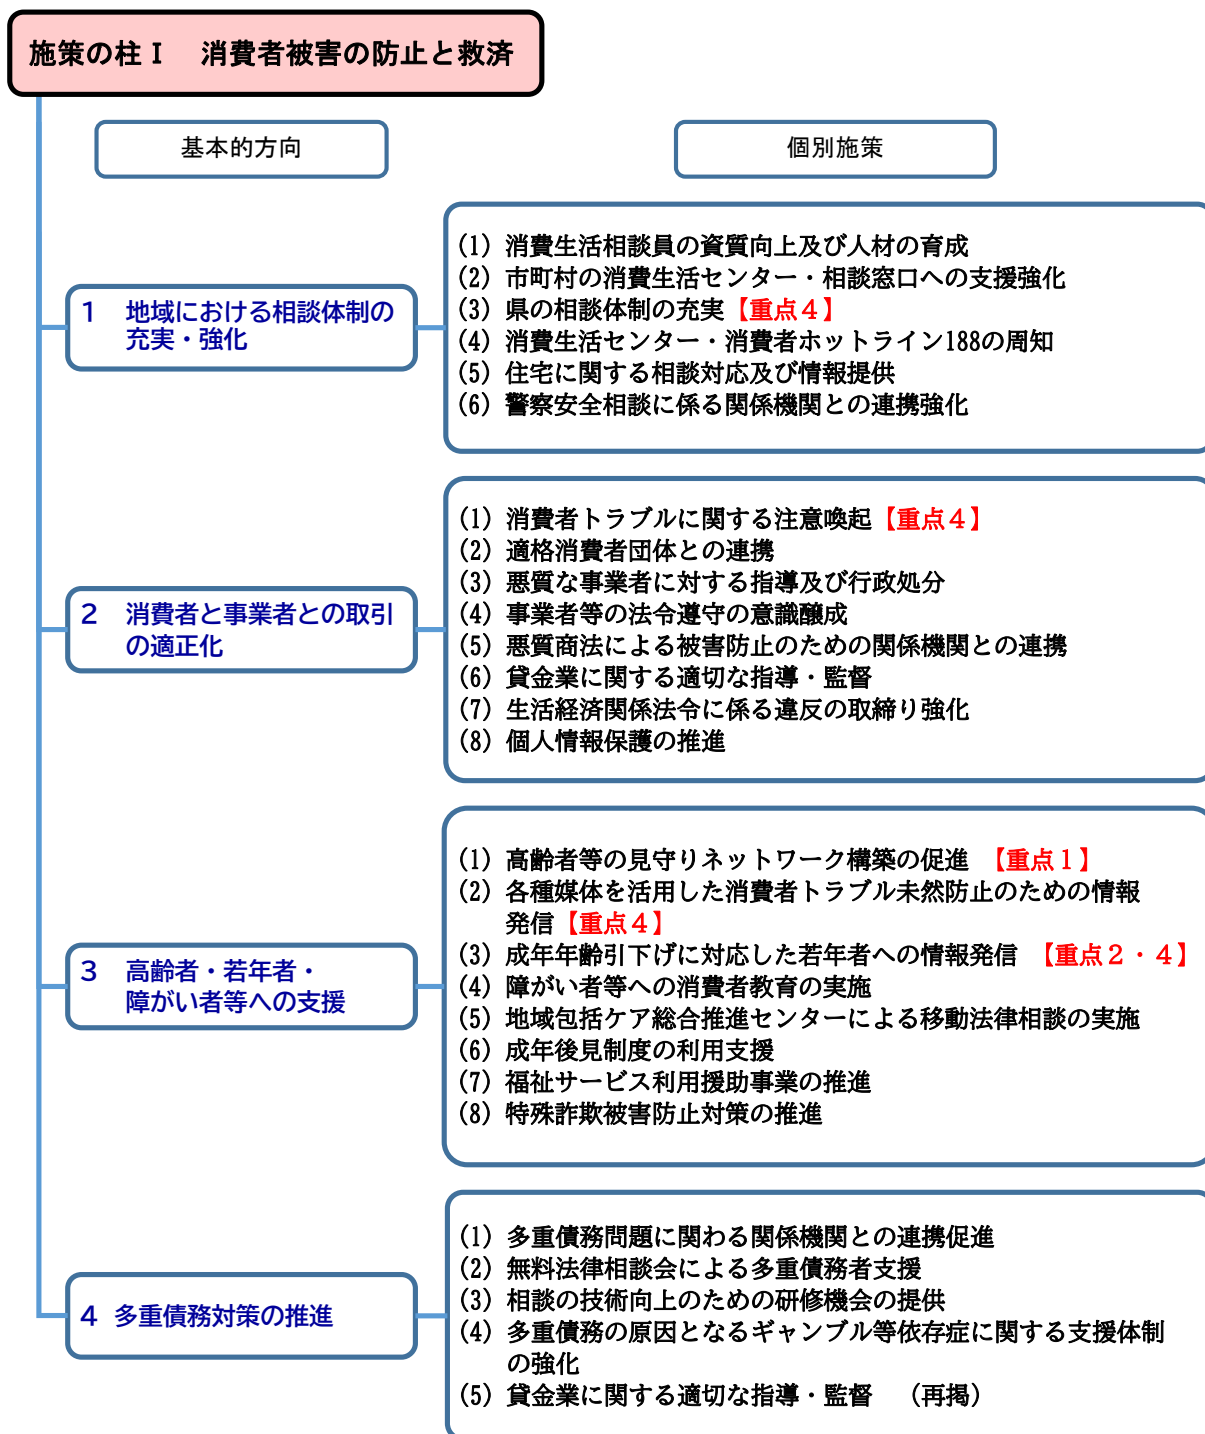 施策の柱Ⅰ　消費者被害の防止と救済
基本的方向
個別施策
1　地域における相談体制の
充実・強化
(1) 消費生活相談員の資質向上及び人材の育成
(2) 市町村の消費生活センター・相談窓口への支援強化
(3) 県の相談体制の充実【重点４】
(4) 消費生活センター・消費者ホットライン188の周知
(5) 住宅に関する相談対応及び情報提供
(6) 警察安全相談に係る関係機関との連携強化
2　消費者と事業者との取引
の適正化
(1) 消費者トラブルに関する注意喚起【重点４】
(2) 適格消費者団体との連携
(3) 悪質な事業者に対する指導及び行政処分
(4) 事業者等の法令遵守の意識醸成
(5) 悪質商法による被害防止のための関係機関との連携
(6) 貸金業に関する適切な指導・監督
(7) 生活経済関係法令に係る違反の取締り強化
(8) 個人情報保護の推進
3　高齢者・若年者・
障がい者等への支援
(1) 高齢者等の見守りネットワーク構築の促進　【重点１】
(2) 各種媒体を活用した消費者トラブル未然防止のための情報
発信【重点４】
(3) 成年年齢引下げに対応した若年者への情報発信　【重点２・４】
(4) 障がい者等への消費者教育の実施
(5) 地域包括ケア総合推進センターによる移動法律相談の実施
(6) 成年後見制度の利用支援
(7) 福祉サービス利用援助事業の推進
(8) 特殊詐欺被害防止対策の推進
4 多重債務対策の推進
(1) 多重債務問題に関わる関係機関との連携促進
(2) 無料法律相談会による多重債務者支援
(3) 相談の技術向上のための研修機会の提供
(4) 多重債務の原因となるギャンブル等依存症に関する支援体制
の強化
(5) 貸金業に関する適切な指導・監督　（再掲）